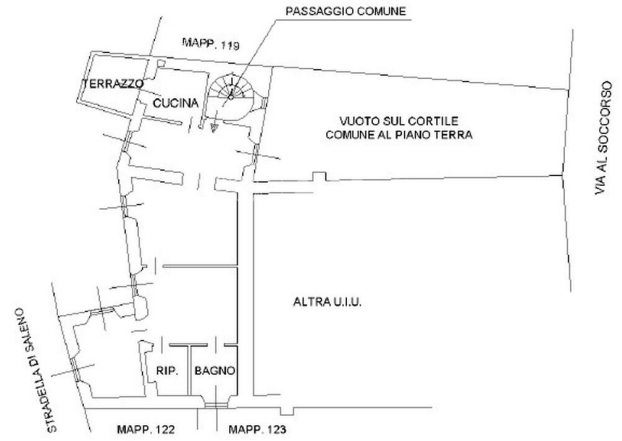 PASSAGGIO COMUNE
MAPP. 119
TERRAZZO
CUCINA
VUOTO SUL CORTILE
COMUNE AL PIANO TERRA
VIA AL SOCCORSO
ALTRA U.I.U.
STRADELLA DI SALENO
RIP.
BAGNO
MAPP. 122
MAPP. 123